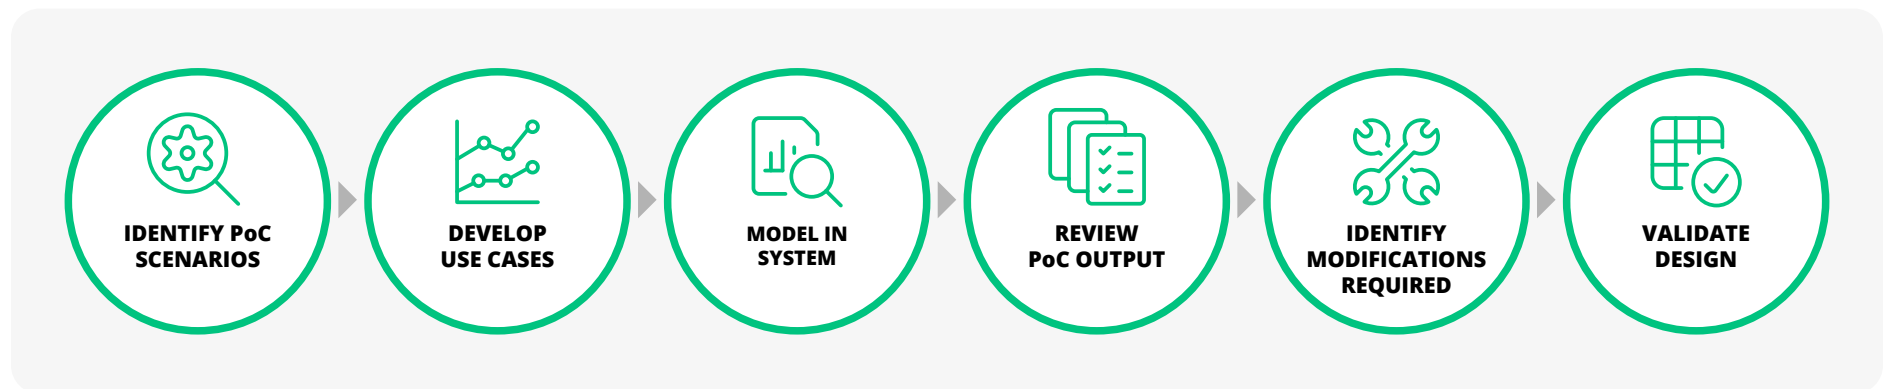 IDENTIFY PoC
SCENARIOS
DEVELOP
USE CASES
MODEL IN
SYSTEM
REVIEW
PoC OUTPUT
IDENTIFY
MODIFICATIONS
REQUIRED
VALIDATE
DESIGN